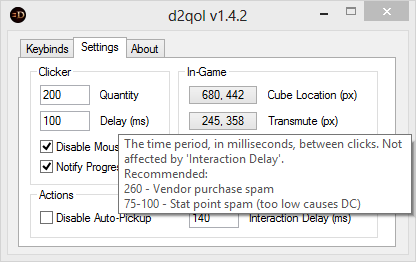 d2qol v1.4.2
Keybinds Settings About
Clicker In-Game
200 Quantity 680, 442 Cube Location (px)
100 Delay (ms) 245, 358 Transmute (px)
Disable Mou
Notify Progre
The time period, in milliseconds, between clicks. Not
affected by 'Interaction Delay'.
Recommended:
260 - Vendor purchase spam
75-100 - Stat point spam (too low causes DC)
Actions
Disable Auto-Pickup 140 Interaction Delay (ms)